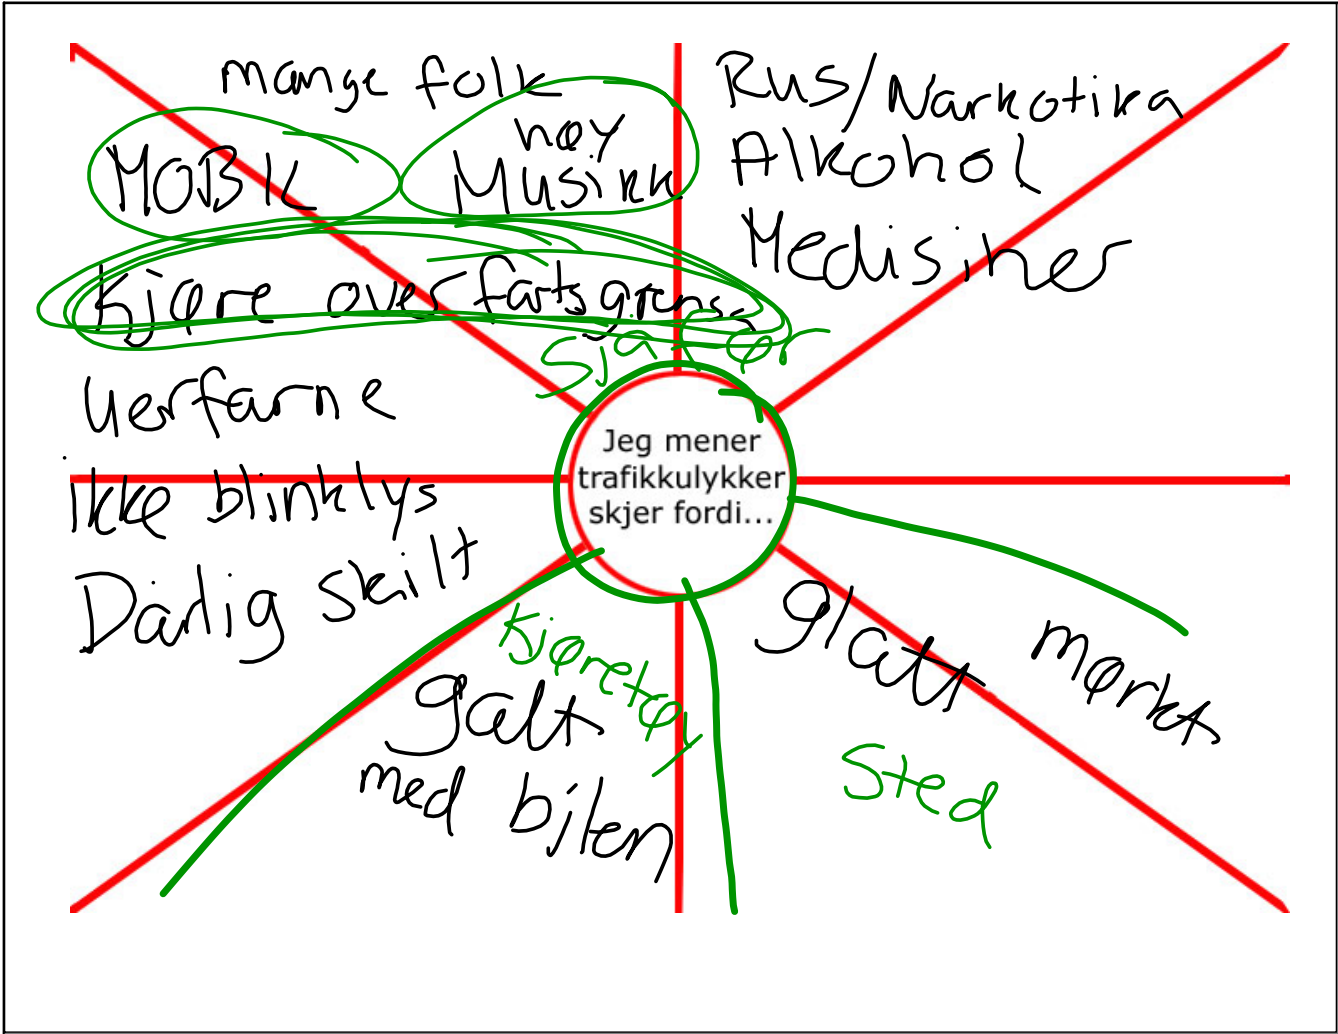 mange folk
høy
MOBIL
Musikk
Kjøre over fartsgrense
uerfarne
ikke blinklys
Dårlig skilt
Rus/Narkotika
Alkohol
Medisiner
Sjåfør
Jeg mener
trafikkulykker
skjer fordi...
Kjøretøy
galt
med bilen
glatt
mørkt
Sted